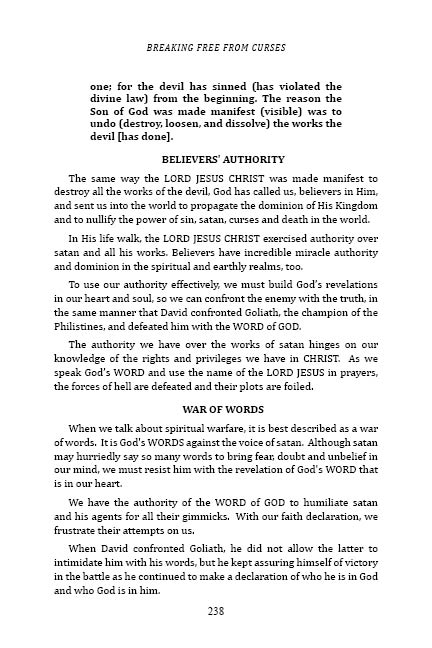 BREAKING FREE FROM CURSES
one; for the devil has sinned (has violated the
divine law) from the beginning. The reason the
Son of God was made manifest (visible) was to
undo (destroy, loosen, and dissolve) the works the
devil [has done].
BELIEVERS' AUTHORITY
The same way the LORD JESUS CHRIST was made manifest to
destroy all the works of the devil, God has called us, believers in Him,
and sent us into the world to propagate the dominion of His Kingdom
and to nullify the power of sin, satan, curses and death in the world.
In His life walk, the LORD JESUS CHRIST exercised authority over
satan and all his works. Believers have incredible miracle authority
and dominion in the spiritual and earthly realms, too.
To use our authority effectively, we must build God's revelations
in our heart and soul, so we can confront the enemy with the truth, in
the same manner that David confronted Goliath, the champion of the
Philistines, and defeated him with the WORD of GOD.
The authority we have over the works of satan hinges on our
knowledge of the rights and privileges we have in CHRIST. As we
speak God's WORD and use the name of the LORD JESUS in prayers,
the forces of hell are defeated and their plots are foiled.
WAR OF WORDS
When we talk about spiritual warfare, it is best described as a war
of words. It is God's WORDS against the voice of satan. Although satan
may hurriedly say so many words to bring fear, doubt and unbelief in
our mind, we must resist him with the revelation of God's WORD that
is in our heart.
We have the authority of the WORD of GOD to humiliate satan
and his agents for all their gimmicks. With our faith declaration, we
frustrate their attempts on us.
When David confronted Goliath, he did not allow the latter to
intimidate him with his words, but he kept assuring himself of victory
in the battle as he continued to make a declaration of who he is in God
and who God is in him.
238